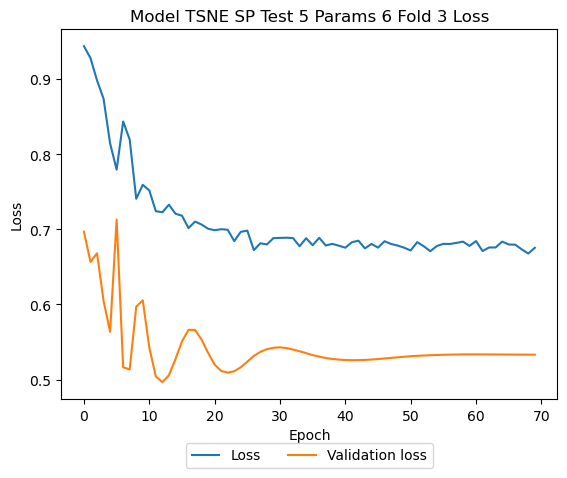 Model TSNE SP Test 5 Params 6 Fold 3 Loss
Loss
0.9
0.8
0.7
0.6
0.5
0 10 20 30 40 50 60 70
Epoch
Loss Validation loss